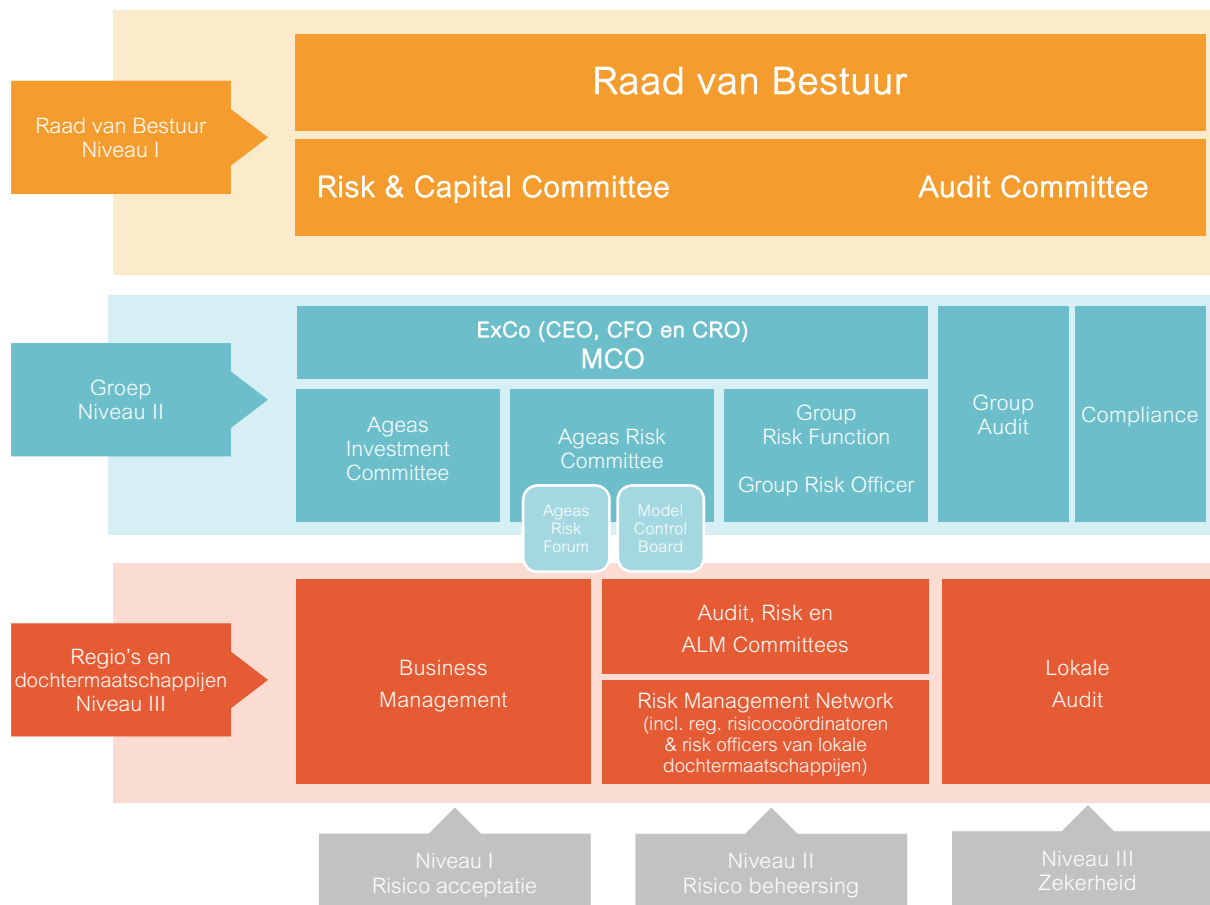 Raad van Bestuur
Niveau I
Raad van Bestuur
Risk & Capital Committee
Audit Committee
Groep
Niveau II
ExCo (CEO, CFO en CRO)
MCO
Ageas
Investment
Committee
Ageas Risk
Committee
Group
Risk Function
Group Risk Officer
Group
Audit
Compliance
Ageas
Risk
Forum
Model
Control
Board
Regio's en
dochtermaatschappijen
Niveau III
Business
Management
Audit, Risk en
ALM Committees
Risk Management Network
(incl. reg. risicocoördinatoren
& risk officers van lokale
dochtermaatschappijen)
Lokale
Audit
Niveau I
Risico acceptatie
Niveau II
Risico beheersing
Niveau III
Zekerheid